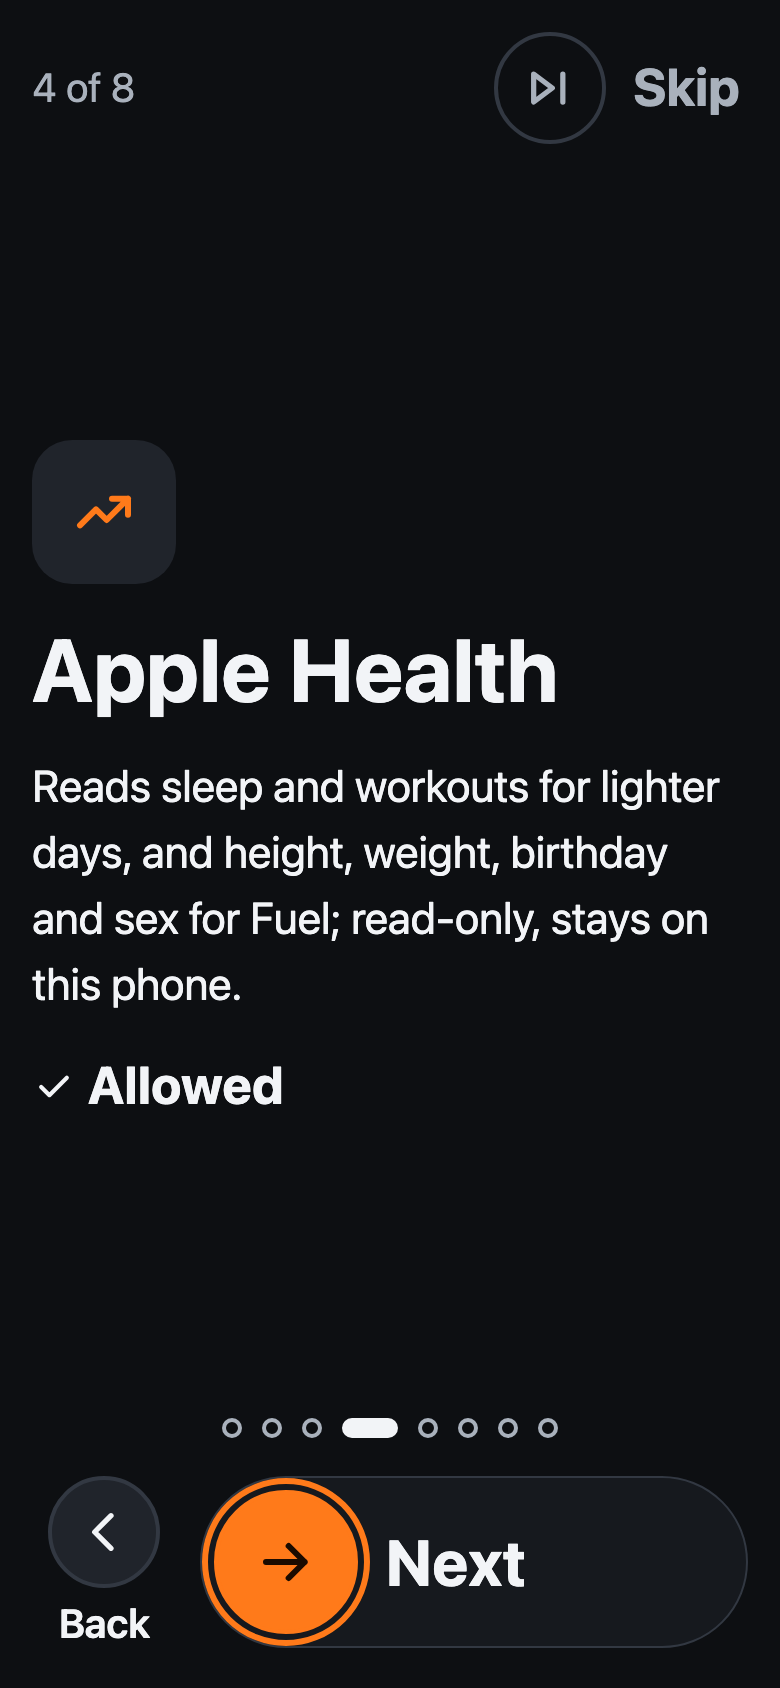 4 of 8
Skip
Apple Health
Reads sleep and workouts for lighter
days, and height, weight, birthday
and sex for Fuel; read-only, stays on
this phone.
Allowed
Next
Back